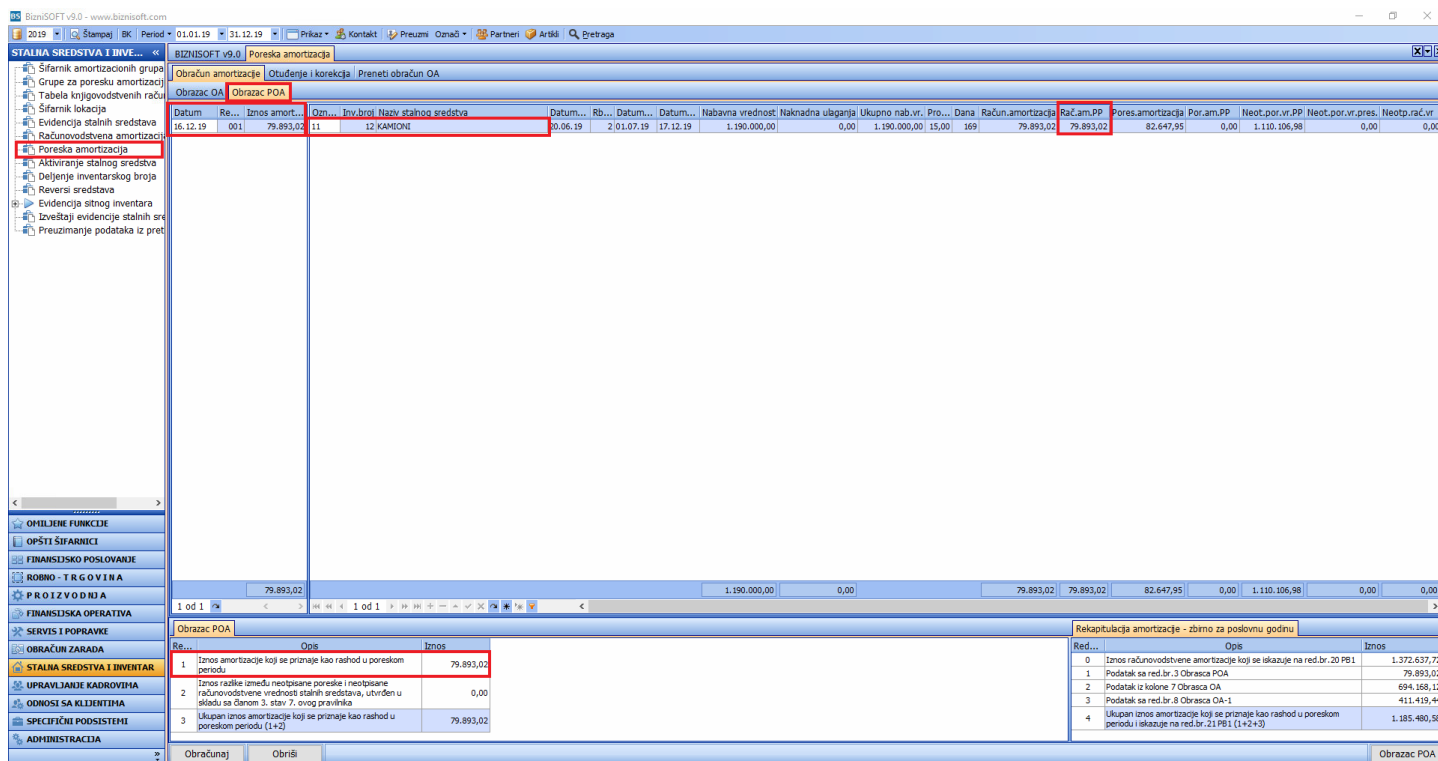 BizniSOFT v9.0 - www.biznisoft.com
2019 Štampaj BK Period 01.01.19 31.12.19 Prikaz Kontakt Preuzmi Označi Partneri Artikli Pretraga
STALNA SREDSTVA I INVE... «
BIZNISOFT v9.0 Poreska amortizacija
Šifarnik amortizacionih grupa
Grupe za poresku amortizacij
Tabela knjigovodstvenih raču
Šifarnik lokacija
Evidencija stalnih sredstava
Računovodstvena amortizacija
Poreska amortizacija
Aktiviranje stalnog sredstva
Deljenje inventarskog broja
Reversi sredstava
Evidencija sitnog inventara
Izveštaji evidencije stalnih sre
Preuzimanje podataka iz pret
Obračun amortizacije Otuđenje i korekcija Preneti obračun OA
Obrazac OA Obrazac POA
Datum Re... Iznos amort... Ozn... Inv.broj Naziv stalnog sredstva Datum... Rb... Datum... Datum... Nabavna vrednost Naknadna ulaganja Ukupno nab.vr. Pro... Dana Račun.amortizacija Rač.am.PP Pores.amortizacija Por.am.PP Neot.por.vr.PP Neot.por.vr.pres. Neotp.rač.vr
16.12.19 001 79.893,02 11 12 KAMIONI 20.06.19 2 01.07.19 17.12.19 1.190.000,00 0,00 1.190.000,00 15,00 169 79.893,02 79.893,02 82.647,95 0,00 1.110.106,98 0,00 0,00
79.893,02 1.190.000,00 0,00 79.893,02 79.893,02 82.647,95 0,00 1.110.106,98 0,00 0,00
1 od 1 1 od 1
OMILJENE FUNKCIJE
OPŠTI ŠIFARNICI
FINANSIJSKO POSLOVANJE
ROBNO - T R G O V I N A
P R O I Z V O D NJ A
FINANSIJSKA OPERATIVA
SERVIS I POPRAVKE
OBRAČUN ZARADA
STALNA SREDSTVA I INVENTAR
UPRAVLJANJE KADROVIMA
ODNOSI SA KLIJENTIMA
SPECIFIČNI PODSISTEMI
ADMINISTRACIJA
Obrazac POA
Re... Opis Iznos
1 Iznos amortizacije koji se priznaje kao rashod u poreskom
periodu 79.893,02
Iznos razlike između neotpisane poreske i neotpisane
2 računovodstvene vrednosti stalnih sredstava, utvrđen u 0,00
skladu sa članom 3. stav 7. ovog pravilnika
3 Ukupan iznos amortizacije koji se priznaje kao rashod u
poreskom periodu (1+2) 79.893,02
Rekapitulacija amortizacije - zbirno za poslovnu godinu
Red... Opis Iznos
0 Iznos računovodstvene amortizacije koji se iskazuje na red.br.20 PB1 1.372.637,72
1 Podatak sa red.br.3 Obrasca POA 79.893,02
2 Podatak iz kolone 7 Obrasca OA 694.168,12
3 Podatak sa red.br.8 Obrasca OA-1 411.419,44
4 Ukupan iznos amortizacije koji se priznaje kao rashod u poreskom
periodu i iskazuje na red.br.21 PB1 (1+2+3) 1.185.480,58
Obračunaj Obriši Obrazac POA